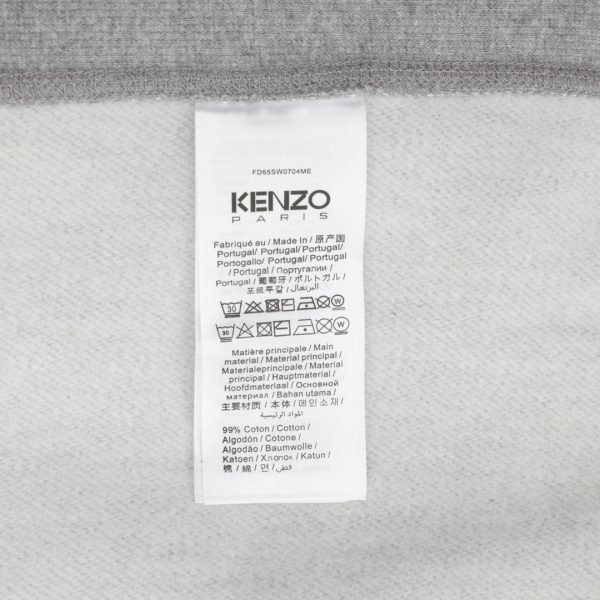 FD65SW0704ME
KENZO
PARIS
Fabriqué au / Made In / 原产国
Portugal/ Portugal/ Portugal/
Portogallo/ Portugal/ Portugal
/ Portugal / Португалии /
Portugal / 葡萄牙 / ポルトガル /
포르투갈 / البرتغال
30 W
30 W
Matière principale / Main
material / Material principal /
Materialeprincipale / Material
principal / Hauptmaterial /
Hoofdmateriaal / Основной
материал / Bahan utama /
主要材质 / 本体 / 메인소재 /
المواد الرئيسية
99% Coton / Cotton /
Algodón / Cotone /
Algodão / Baumwolle /
Katoen / Хлопок / Katun /
棉 / 綿 / 면 / قطن